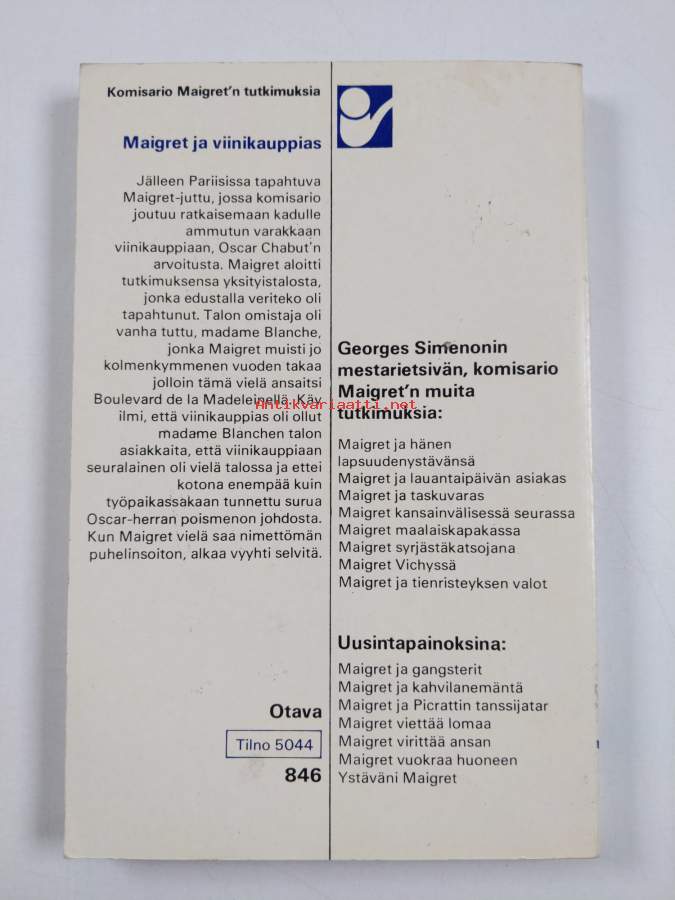 Komisario Maigret'n tutkimuksia
Maigret ja viinikauppias
Jälleen Pariisissa tapahtuva
Maigret-juttu, jossa komisario
joutuu ratkaisemaan kadulle
ammutun varakkaan
viinikauppiaan, Oscar Chabut'n
arvoitusta. Maigret aloitti
tutkimuksensa yksityistalosta,
jonka edustalla veriteko oli
tapahtunut. Talon omistaja oli
vanha tuttu, madame Blanche,
jonka Maigret muisti jo
kolmenkymmenen vuoden takaa
jolloin tämä vielä ansaitsi
Boulevard de la Madeleinellä. Käy
ilmi, että viinikauppias oli ollut
madame Blanchen talon
asiakkaita, että viinikauppiaan
seuralainen oli vielä talossa ja ettei
kotona enempää kuin
työpaikassakaan tunnettu surua
Oscar-herran poismenon johdosta.
Kun Maigret vielä saa nimettömän
puhelinsoiton, alkaa vyyhti selvitä.
Otava
Tilno 5044
846
Georges Simenonin
mestarietsivän, komisario
Maigret'n muita
tutkimuksia:
Maigret ja hänen
lapsuudenystävänsä
Maigret ja lauantaipäivän asiakas
Maigret ja taskuvaras
Maigret kansainvälisessä seurassa
Maigret maalaiskapakassa
Maigret syrjästäkatsojana
Maigret Vichyssä
Maigret ja tienristeyksen valot
Uusintapainoksina:
Maigret ja gangsterit
Maigret ja kahvilanemäntä
Maigret ja Picrattin tanssijatar
Maigret viettää lomaa
Maigret virittää ansan
Maigret vuokraa huoneen
Ystäväni Maigret
Antikvariaatti.net